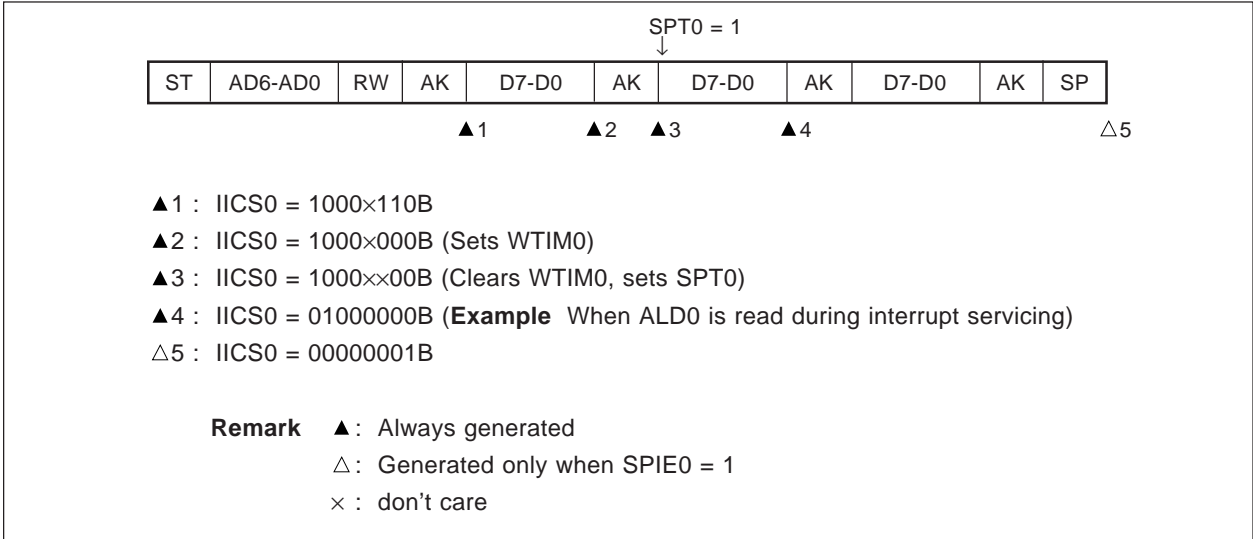 SPT0 = 1
↓
ST AD6-AD0 RW AK D7-D0 AK D7-D0 AK D7-D0 AK SP
▲1 ▲2 ▲3 ▲4 △5
▲1 : IICS0 = 1000×110B
▲2 : IICS0 = 1000×000B (Sets WTIM0)
▲3 : IICS0 = 1000××00B (Clears WTIM0, sets SPT0)
▲4 : IICS0 = 01000000B (Example When ALD0 is read during interrupt servicing)
△5 : IICS0 = 00000001B
Remark ▲ : Always generated
△ : Generated only when SPIE0 = 1
× : don't care